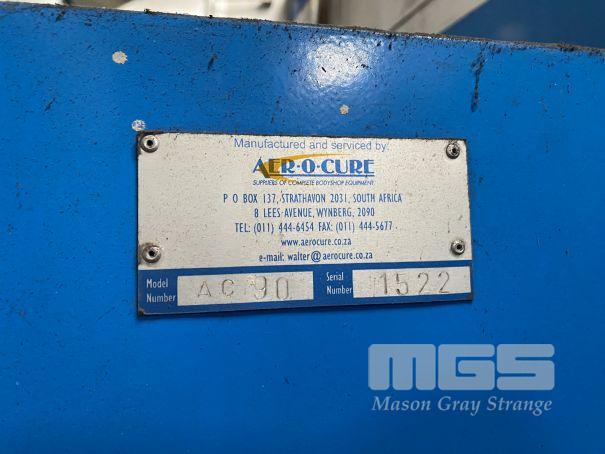 Manufactured and serviced by:
AER-O-CURE
SUPPLIERS OF COMPLETE BODYSHOP EQUIPMENT
P O BOX 137, STRATHAVON 2031, SOUTH AFRICA
8 LEES AVENUE, WYNBERG, 2090
TEL: (011) 444-6454 FAX: (011) 444-5677
www.aerocure.co.za
e-mail: walter@aerocure.co.za
Model Number AC 90 Serial Number 1522
MGS
Mason Gray Strange